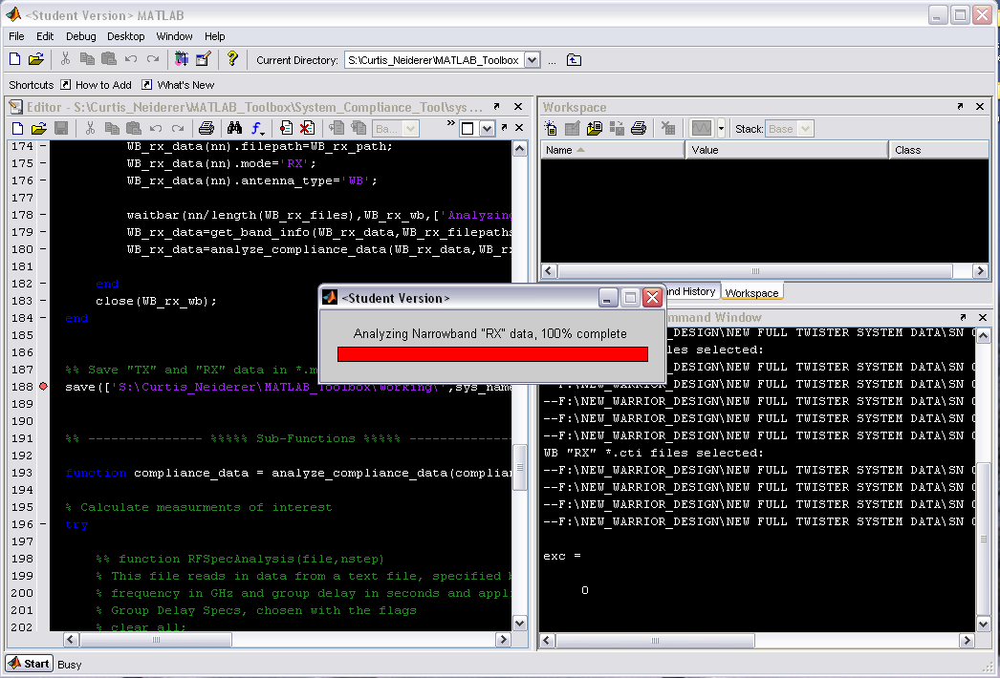 <Student Version> MATLAB
File Edit Debug Desktop Window Help
Current Directory: S:\Curtis_Neiderer\MATLAB_Toolbox ...
Shortcuts How to Add What's New
Editor - S:\Curtis_Neiderer\MATLAB_Toolbox\System_Compliance_Tool\sys ...
Ba...
174 - WB_rx_data(nn).filepath=WB_rx_path;
175 - WB_rx_data(nn).mode='RX';
176 - WB_rx_data(nn).antenna_type='WB';
177
178 - waitbar(nn/length(WB_rx_files),WB_rx_wb,['Analyzing
179 - WB_rx_data=get_band_info(WB_rx_data,WB_rx_filepaths
180 - WB_rx_data=analyze_compliance_data(WB_rx_data,WB_rx
181
182 - end
183 - close(WB_rx_wb);
184 - end
185
186
187 %% Save "TX" and "RX" data in *.m
188 save(['S:\Curtis_Neiderer\MATLAB_Toolbox\Working\',sys_name
189
190
191 %% --------------- %%%%% Sub-Functions %%%%% --------------
192
193 function compliance_data = analyze_compliance_data(complian
194
195 % Calculate measurments of interest
196 - try
197
198 %% function RFSpecAnalysis(file,nstep)
199 % This file reads in data from a text file, specified b
200 % frequency in GHz and group delay in seconds and appli
201 % Group Delay Specs, chosen with the flags
202 % clear all;
Workspace
Stack: Base
Name Value Class
nd History Workspace
mmand Window
_DESIGN\NEW FULL TWISTER SYSTEM DATA\SN
les selected:
_DESIGN\NEW FULL TWISTER SYSTEM DATA\SN
--F:\NEW_WARRIOR_DESIGN\NEW FULL TWISTER SYSTEM DATA\SN
--F:\NEW_WARRIOR_DESIGN\NEW FULL TWISTER SYSTEM DATA\SN
--F:\NEW_WARRIOR_DESIGN\NEW FULL TWISTER SYSTEM DATA\SN
--F:\NEW_WARRIOR_DESIGN\NEW FULL TWISTER SYSTEM DATA\SN
WB "RX" *.cti files selected:
--F:\NEW_WARRIOR_DESIGN\NEW FULL TWISTER SYSTEM DATA\SN
--F:\NEW_WARRIOR_DESIGN\NEW FULL TWISTER SYSTEM DATA\SN
--F:\NEW_WARRIOR_DESIGN\NEW FULL TWISTER SYSTEM DATA\SN
--F:\NEW_WARRIOR_DESIGN\NEW FULL TWISTER SYSTEM DATA\SN
exc =
0
<Student Version>
Analyzing Narrowband "RX" data, 100% complete
Start Busy